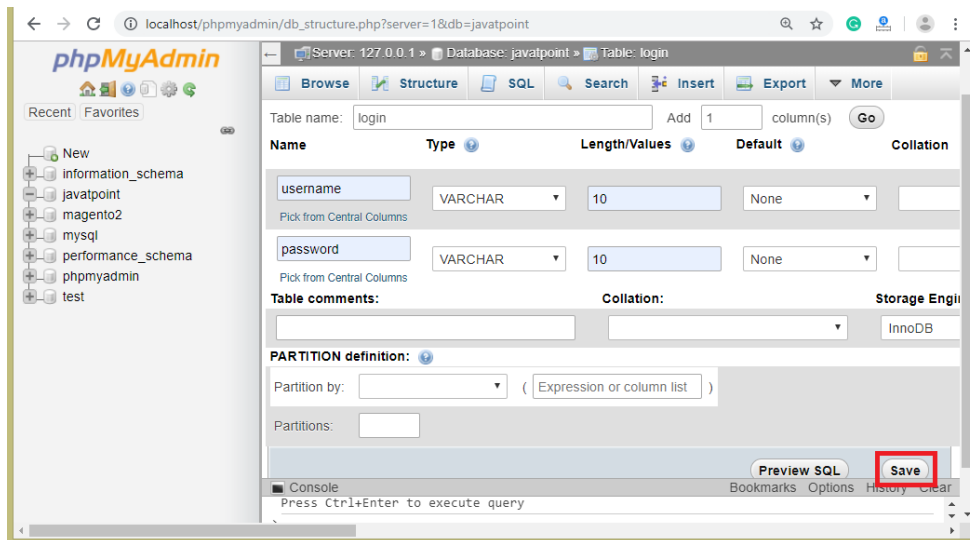 localhost/phpmyadmin/db_structure.php?server=1&db=javatpoint
phpMyAdmin
Recent Favorites
New
information_schema
javatpoint
magento2
mysql
performance_schema
phpmyadmin
test
Server: 127.0.0.1 » Database: javatpoint » Table: login
Browse Structure SQL Search Insert Export More
Table name: login Add 1 column(s) Go
Name Type Length/Values Default Collation
username VARCHAR 10 None
Pick from Central Columns
password VARCHAR 10 None
Pick from Central Columns
Table comments: Collation: Storage Engi
InnoDB
PARTITION definition:
Partition by: ( Expression or column list )
Partitions:
Preview SQL Save
Console Bookmarks Options History Clear
Press Ctrl+Enter to execute query